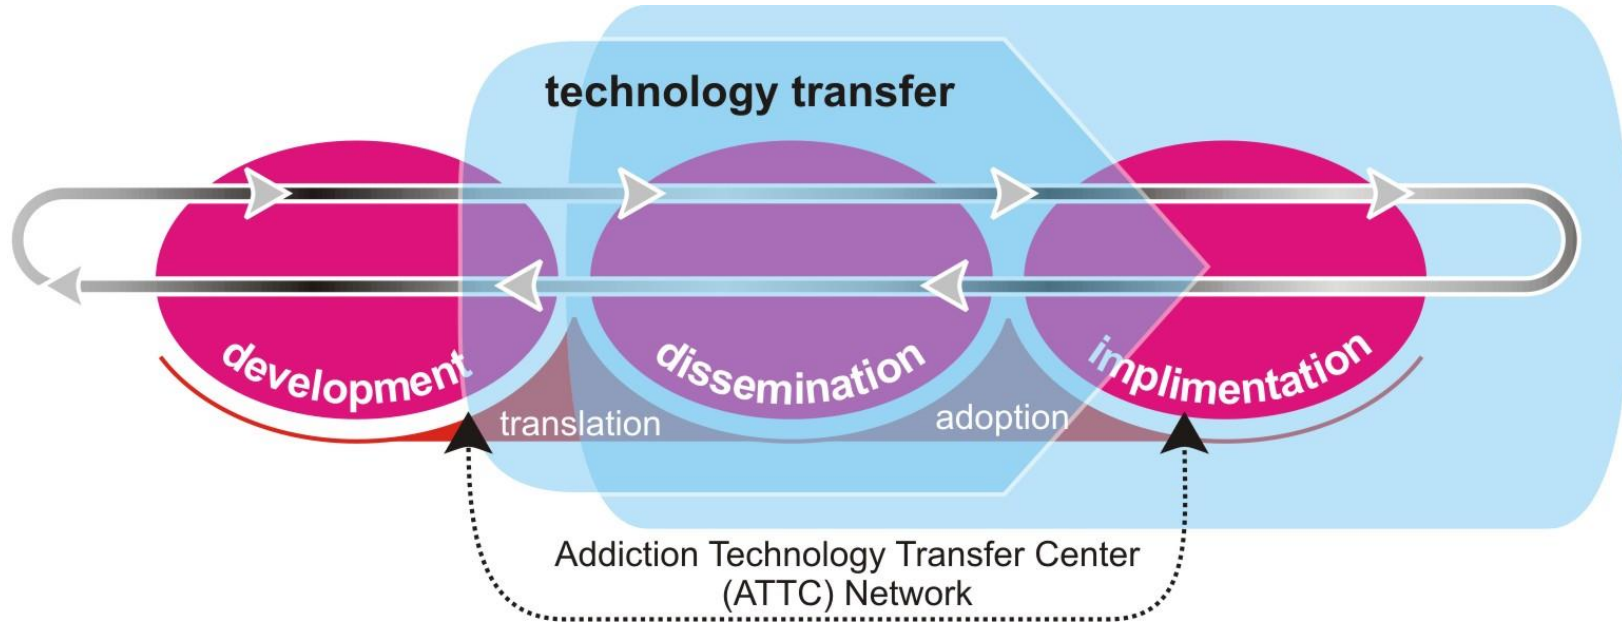 technology transfer
development
dissemination
implimentation
translation
adoption
Addiction Technology Transfer Center
(ATTC) Network